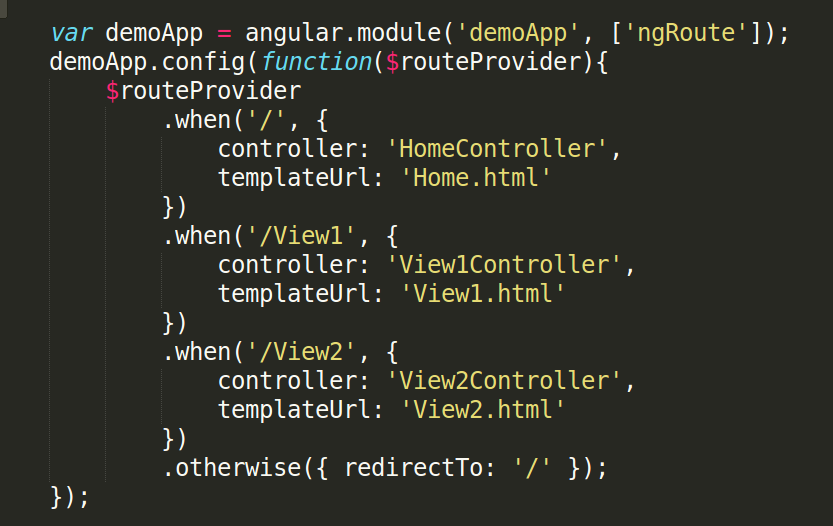 var demoApp = angular.module('demoApp', ['ngRoute']);
demoApp.config(function($routeProvider){
    $routeProvider
        .when('/', {
            controller: 'HomeController',
            templateUrl: 'Home.html'
        })
        .when('/View1', {
            controller: 'View1Controller',
            templateUrl: 'View1.html'
        })
        .when('/View2', {
            controller: 'View2Controller',
            templateUrl: 'View2.html'
        })
        .otherwise({ redirectTo: '/' });
});